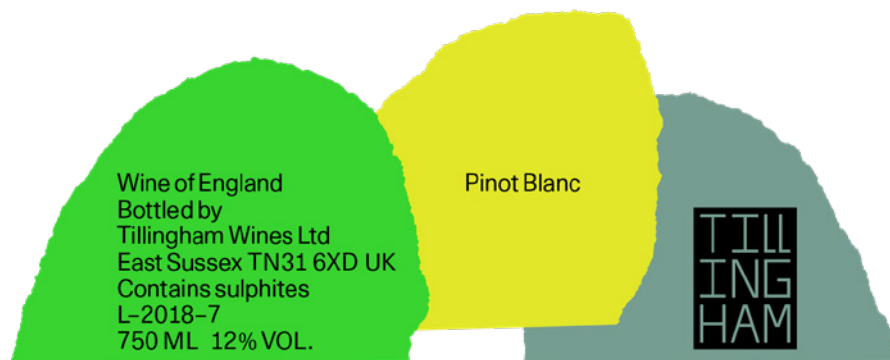 Wine of England
Bottled by
Tillingham Wines Ltd
East Sussex TN31 6XD UK
Contains sulphites
L–2018–7
750 ML 12% VOL.
Pinot Blanc
TILL
ING
HAM